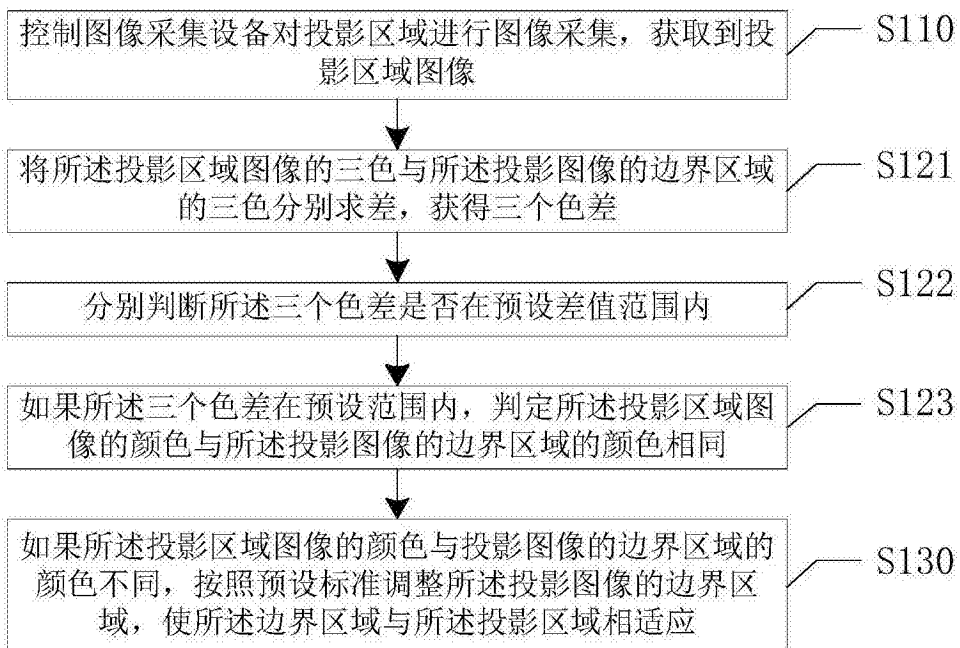 控制图像采集设备对投影区域进行图像采集，获取到投
影区域图像
S110
将所述投影区域图像的三色与所述投影图像的边界区域
的三色分别求差，获得三个色差
S121
分别判断所述三个色差是否在预设差值范围内
S122
如果所述三个色差在预设范围内，判定所述投影区域图
像的颜色与所述投影图像的边界区域的颜色相同
S123
如果所述投影区域图像的颜色与投影图像的边界区域的
颜色不同，按照预设标准调整所述投影图像的边界区
域，使所述边界区域与所述投影区域相适应
S130